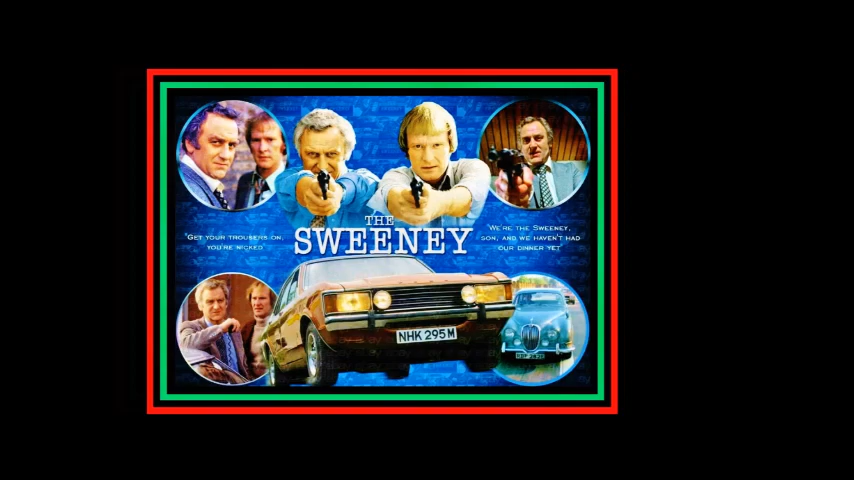 THE
SWEENEY
"Get your trousers on,
you're nicked"
"We're the Sweeney,
son, and we haven't had
our dinner yet"
NHK 295M